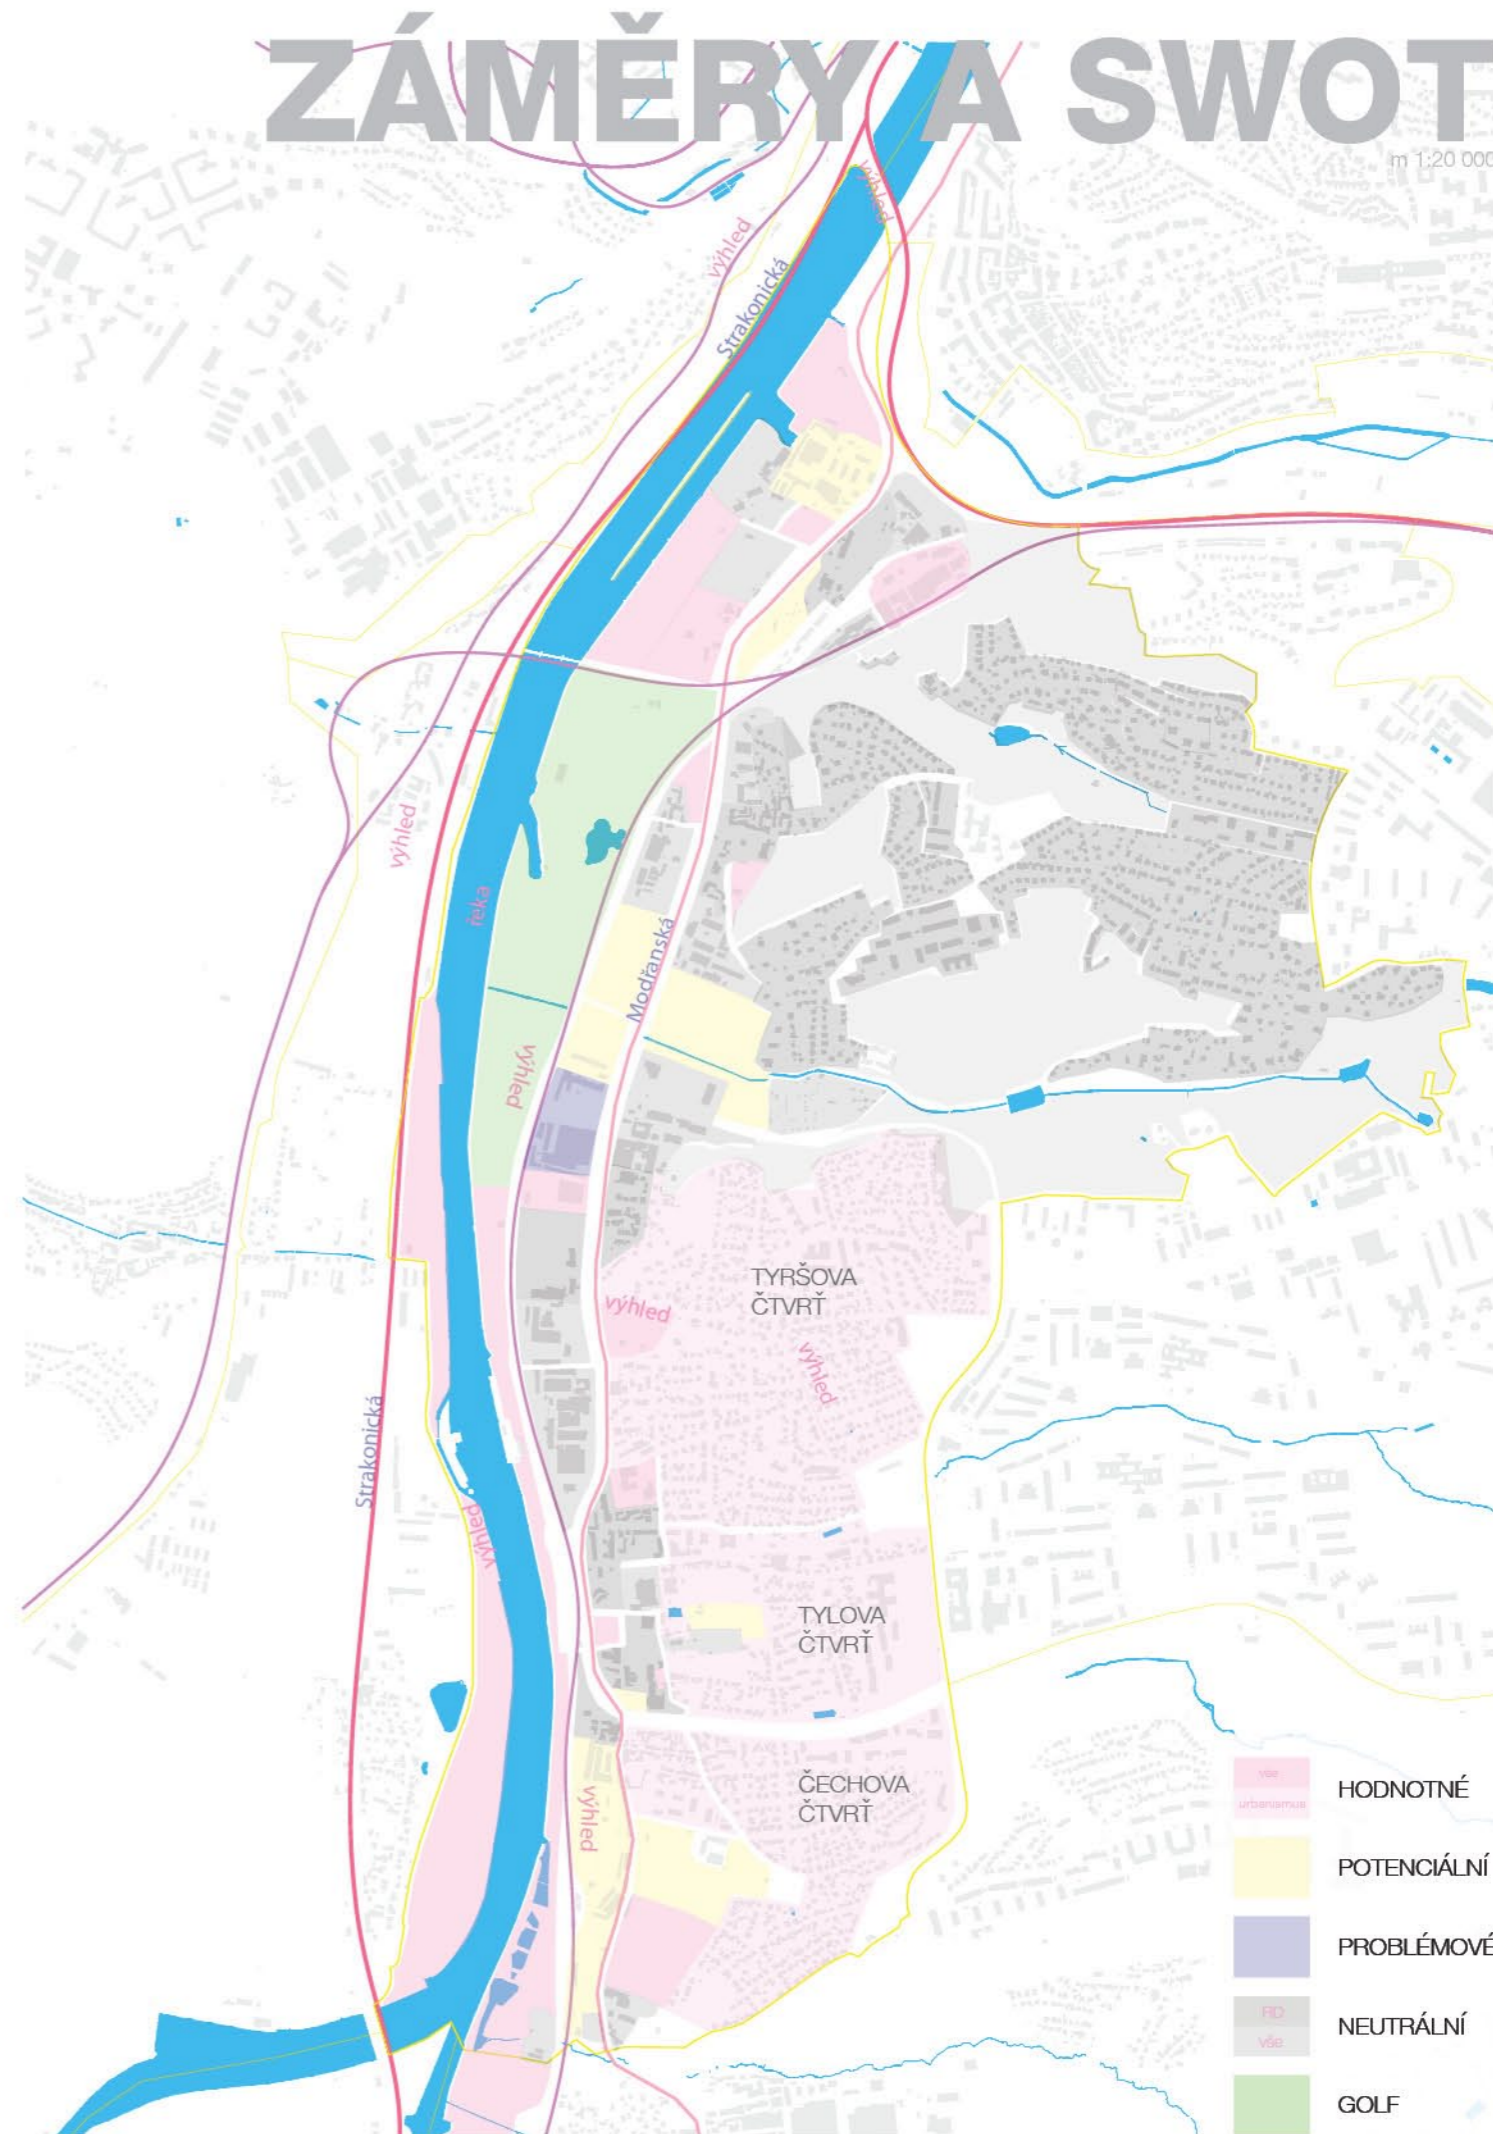 ZÁMĚRY A SWOT
m 1:20 000
výhled
výhled
Strakonická
výhled
řeka
Modřanská
výhled
TYRŠOVA
ČTVRŤ
výhled
výhled
Strakonická
výhled
TYLOVA
ČTVRŤ
ČECHOVA
ČTVRŤ
výhled
vše
urbanismus
HODNOTNÉ
POTENCIÁLNÍ
PROBLÉMOVÉ
RD
vše
NEUTRÁLNÍ
GOLF